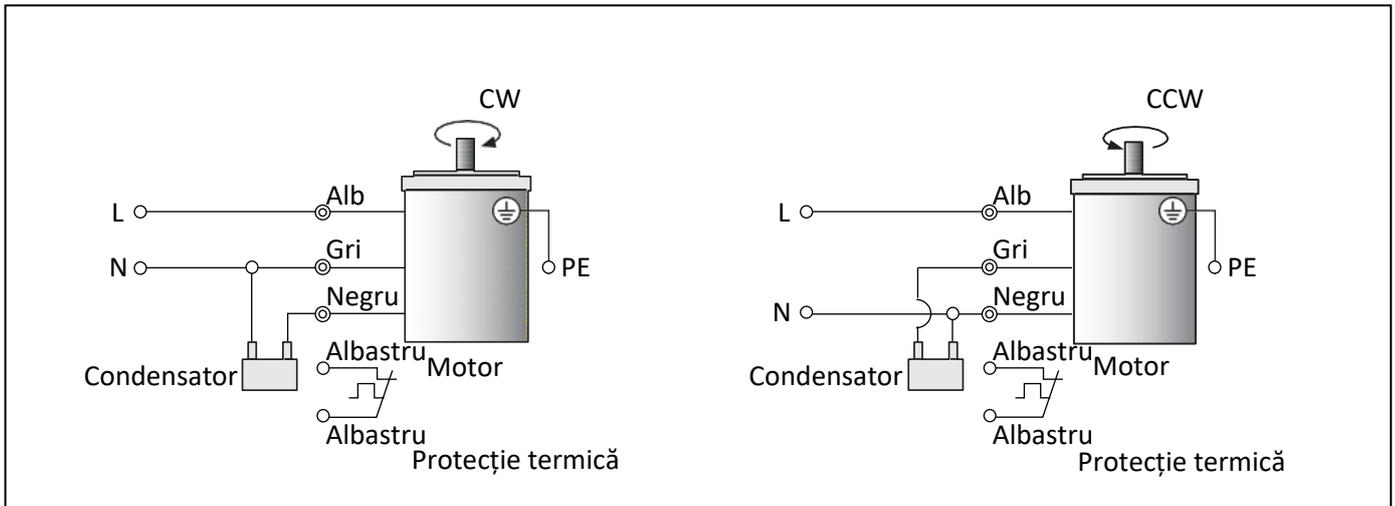 CW
Alb
L
Gri
N
PE
Negru
Albastru
Motor
Condensator
Albastru
Protecție termică
CCW
Alb
L
Gri
PE
Negru
N
Albastru
Motor
Condensator
Albastru
Protecție termică